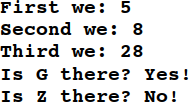 First we: 5
Second we: 8
Third we: 28
Is G there? Yes!
Is Z there? No!